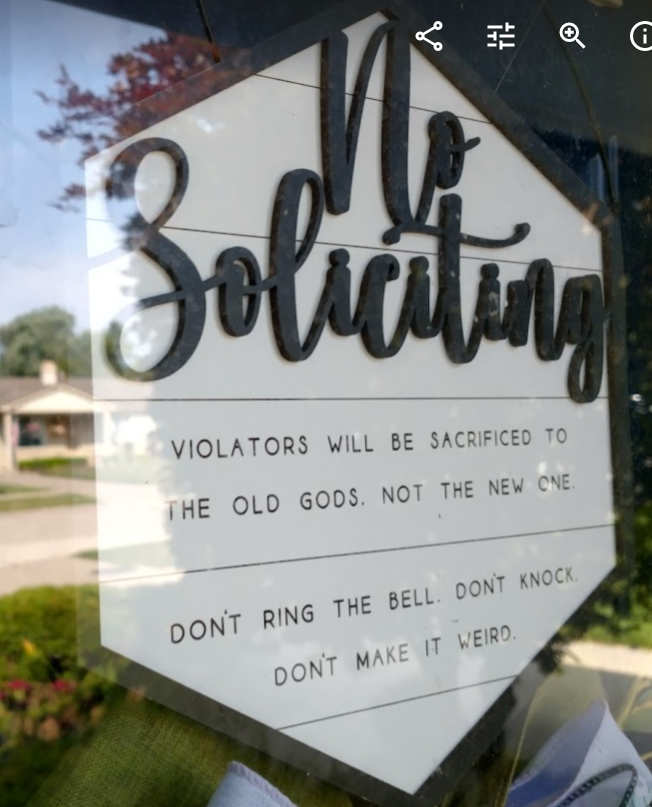 No
Soliciting
VIOLATORS WILL BE SACRIFICED TO
THE OLD GODS. NOT THE NEW ONE.
DON'T RING THE BELL. DON'T KNOCK.
DON'T MAKE IT WEIRD.